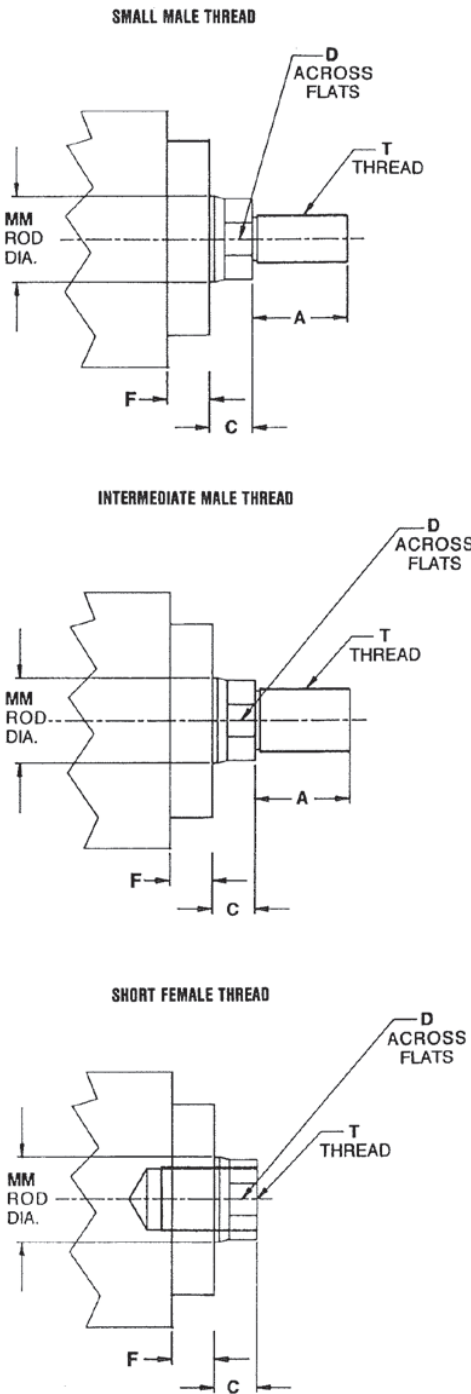 SMALL MALE THREAD
D
ACROSS
FLATS
T
THREAD
MM
ROD
DIA.
A
F
C
INTERMEDIATE MALE THREAD
D
ACROSS
FLATS
T
THREAD
MM
ROD
DIA.
A
F
C
SHORT FEMALE THREAD
D
ACROSS
FLATS
T
THREAD
MM
ROD
DIA.
F
C